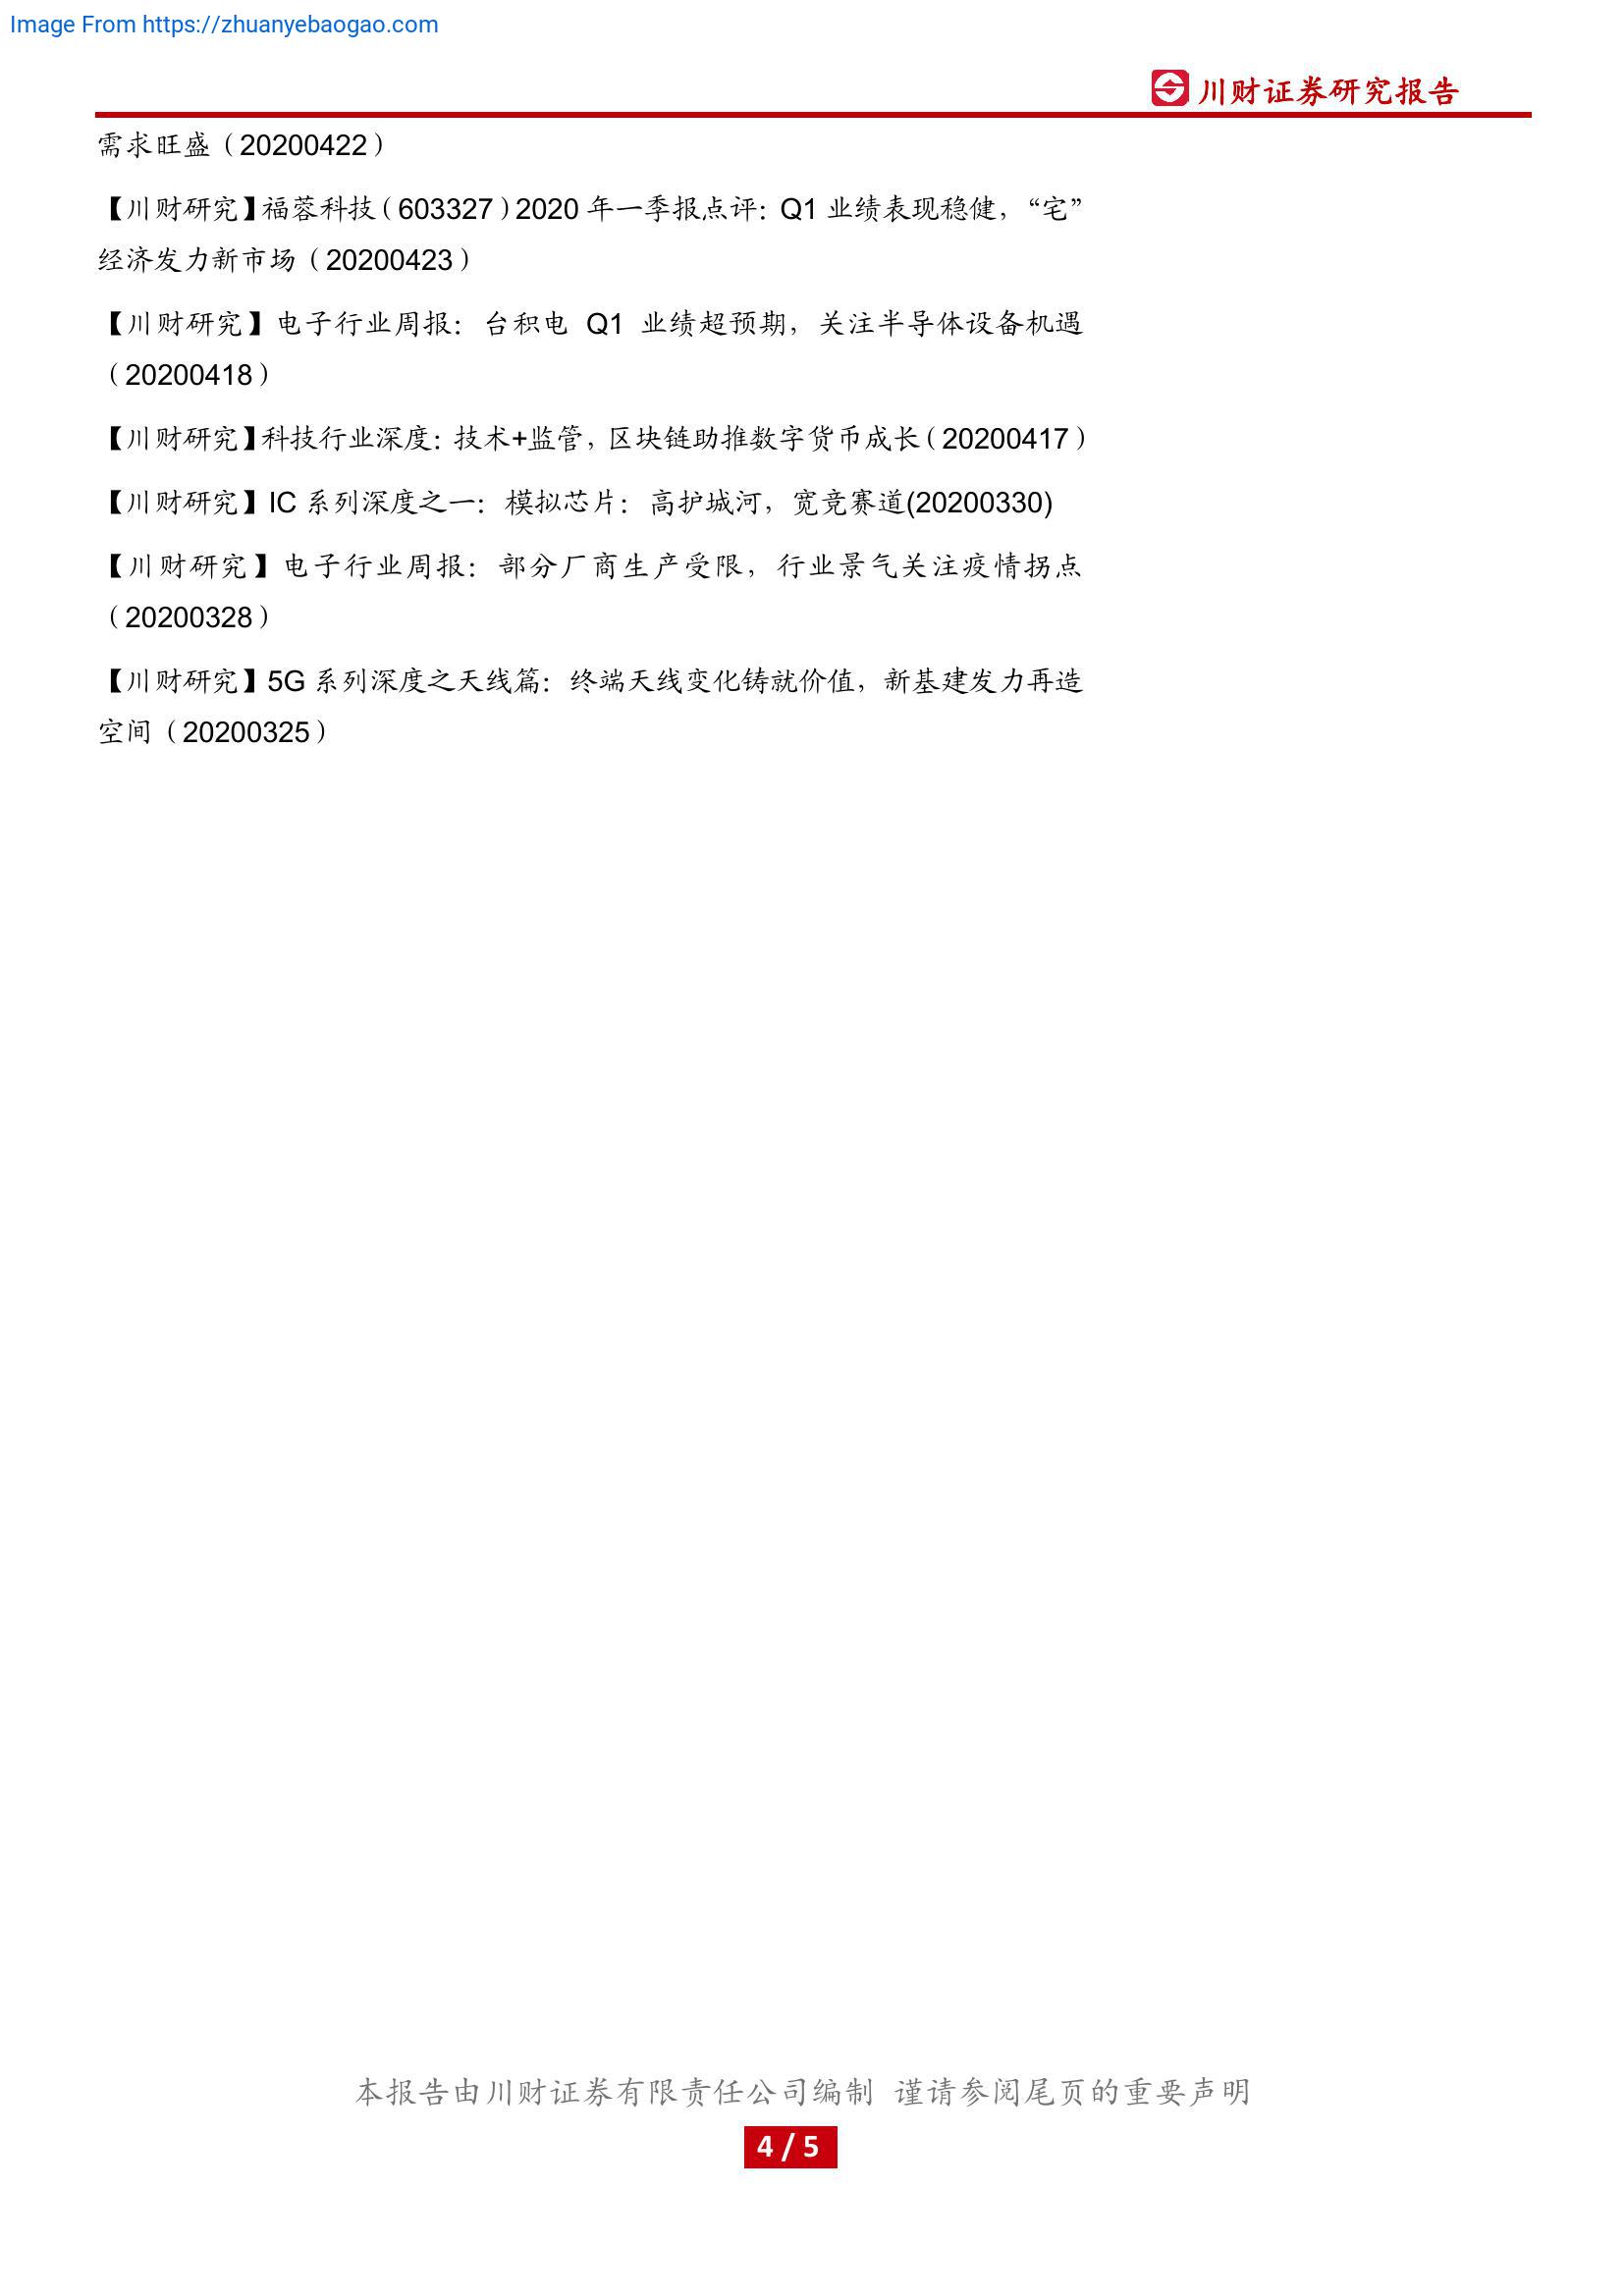 Image From https://zhuanyebaogao.com
川财证券研究报告
需求旺盛（20200422）
【川财研究】福蓉科技（603327）2020 年一季报点评：Q1 业绩表现稳健，“宅”
经济发力新市场（20200423）
【川财研究】电子行业周报：台积电 Q1 业绩超预期，关注半导体设备机遇
（20200418）
【川财研究】科技行业深度：技术+监管，区块链助推数字货币成长（20200417）
【川财研究】IC 系列深度之一：模拟芯片：高护城河，宽竞赛道(20200330)
【川财研究】电子行业周报：部分厂商生产受限，行业景气关注疫情拐点
（20200328）
【川财研究】5G 系列深度之天线篇：终端天线变化铸就价值，新基建发力再造
空间（20200325）
本报告由川财证券有限责任公司编制 谨请参阅尾页的重要声明
4 / 5